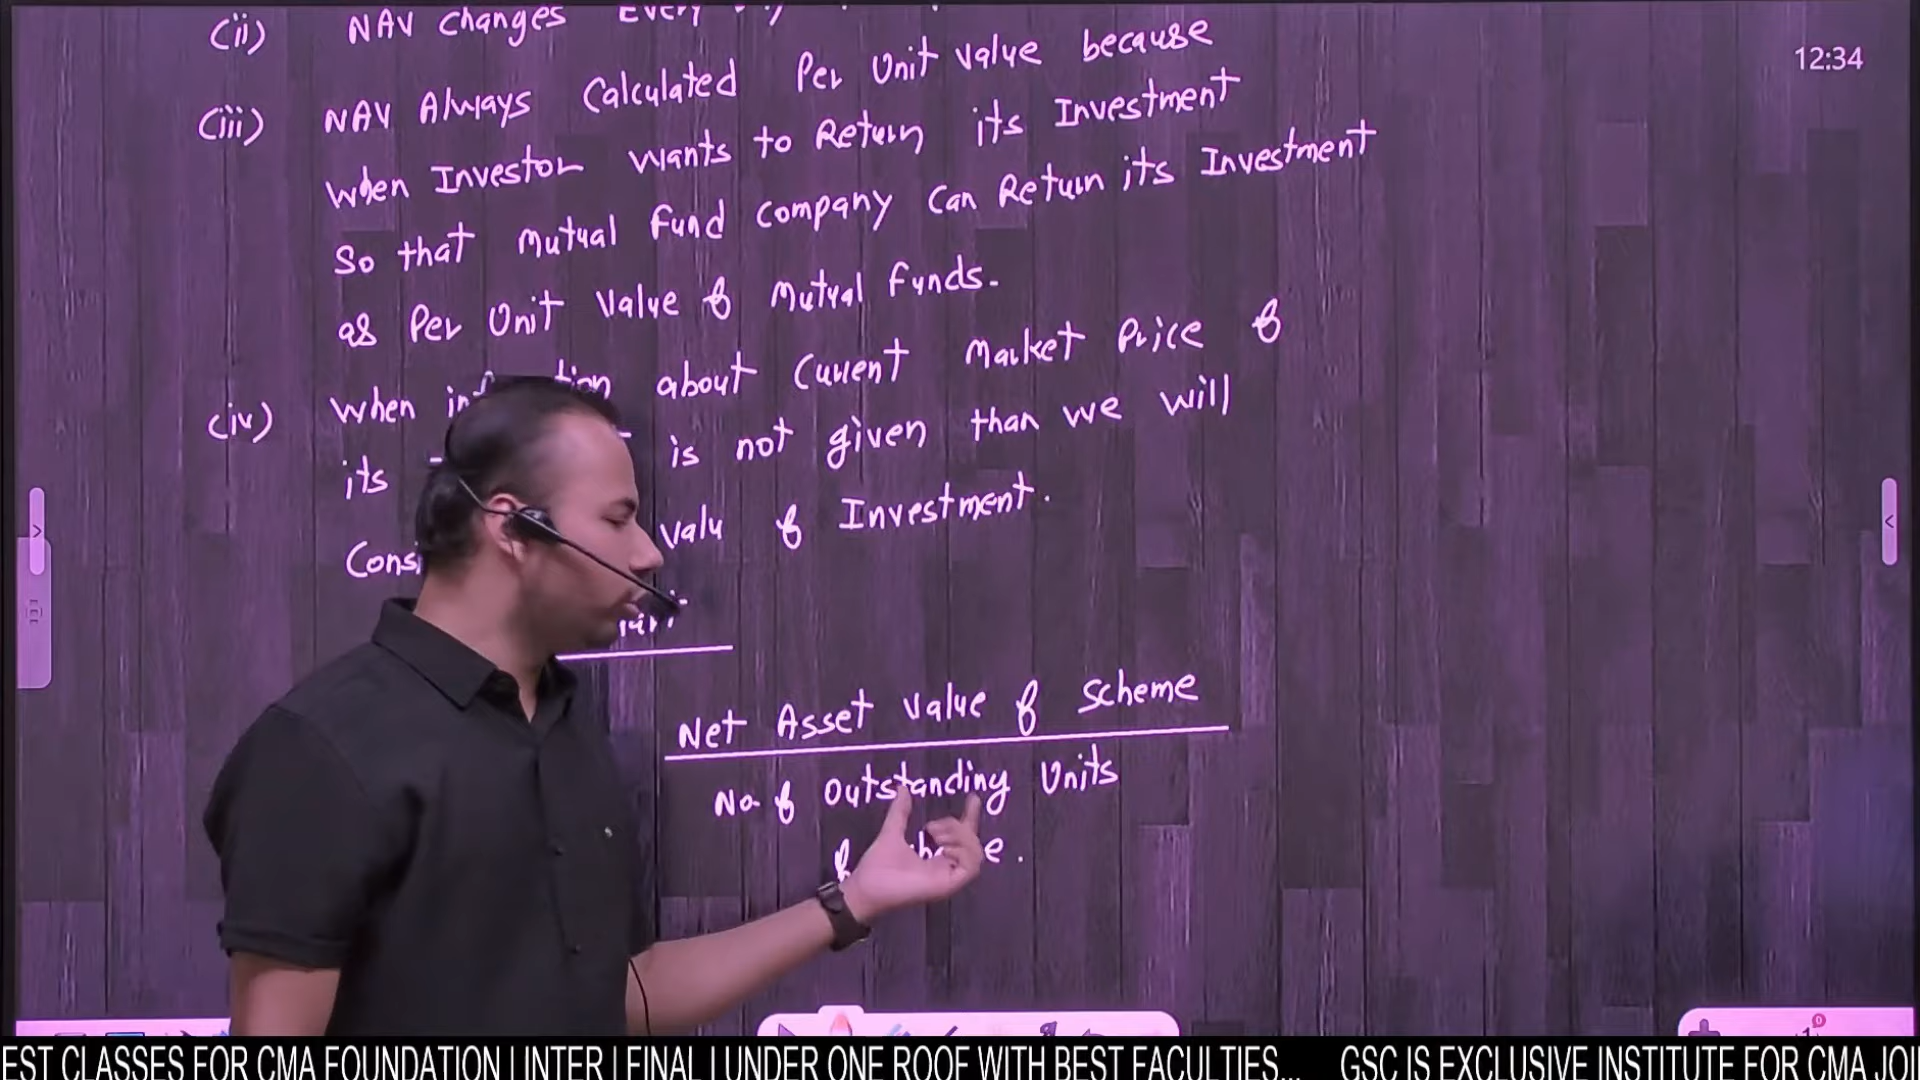 (ii) NAV Changes Every
12:34
(iii) NAV Always Calculated Per Unit value because
when Investor wants to Return its Investment
So that Mutual Fund Company Can Return its Investment
as Per Unit Value of Mutual Funds.
(iv) When about Current Market Price of
its is not given than we will
Valu of Investment.
Net Asset Value of Scheme
No of Outstanding Units
of
EST CLASSES FOR CMA FOUNDATION | INTER | FINAL | UNDER ONE ROOF WITH BEST FACULTIES... GSC IS EXCLUSIVE INSTITUTE FOR CMA JOI